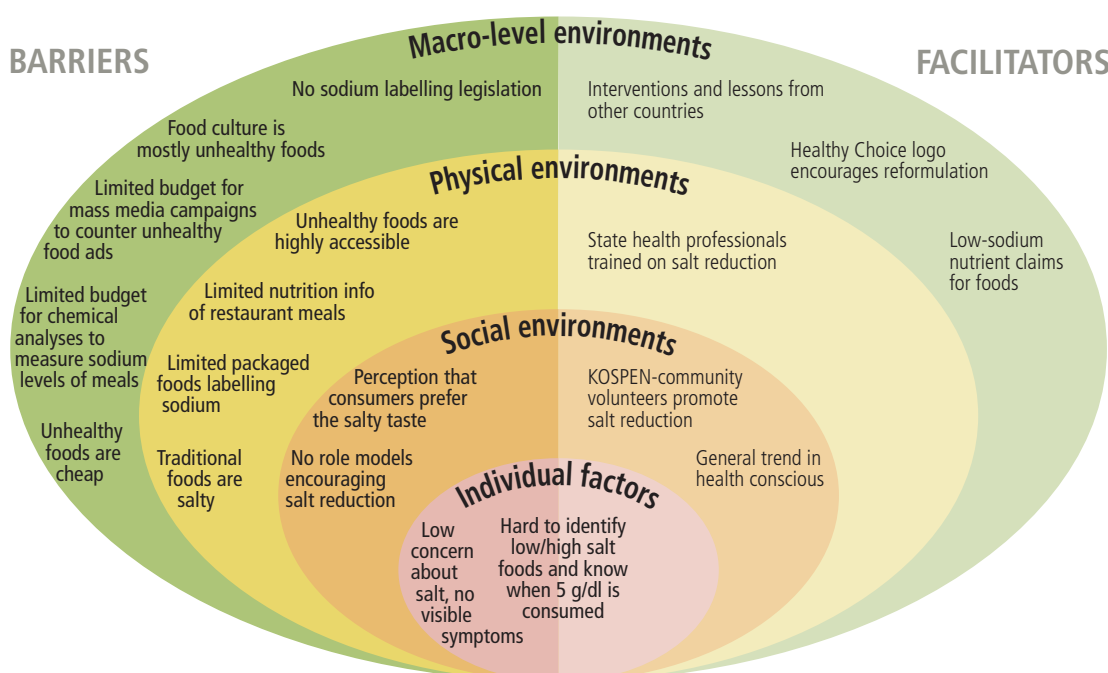 BARRIERS
FACILITATORS
Macro-level environments
No sodium labelling legislation
Food culture is
mostly unhealthy foods
Limited budget for
mass media campaigns
to counter unhealthy
food ads
Limited budget
for chemical
analyses to
measure sodium
levels of meals
Unhealthy
foods are
cheap
Interventions and lessons from
other countries
Healthy Choice logo
encourages reformulation
Low-sodium
nutrient claims
for foods
Physical environments
Unhealthy foods are
highly accessible
Limited nutrition info
of restaurant meals
Limited packaged
foods labelling
sodium
Traditional
foods are
salty
State health professionals
trained on salt reduction
Social environments
Perception that
consumers prefer
the salty taste
No role models
encouraging
salt reduction
KOSPEN-community
volunteers promote
salt reduction
General trend in
health conscious
Individual factors
Low
concern
about
salt, no
visible
symptoms
Hard to identify
low/high salt
foods and know
when 5 g/dl is
consumed